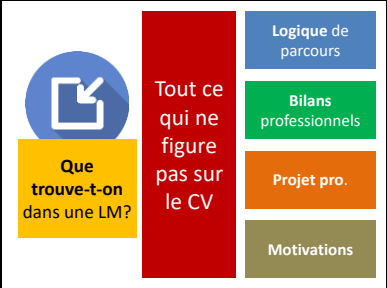 Que
trouve-t-on
dans une LM?
Tout ce
qui ne
figure
pas sur
le CV
Logique de
parcours
Bilans
professionnels
Projet pro.
Motivations